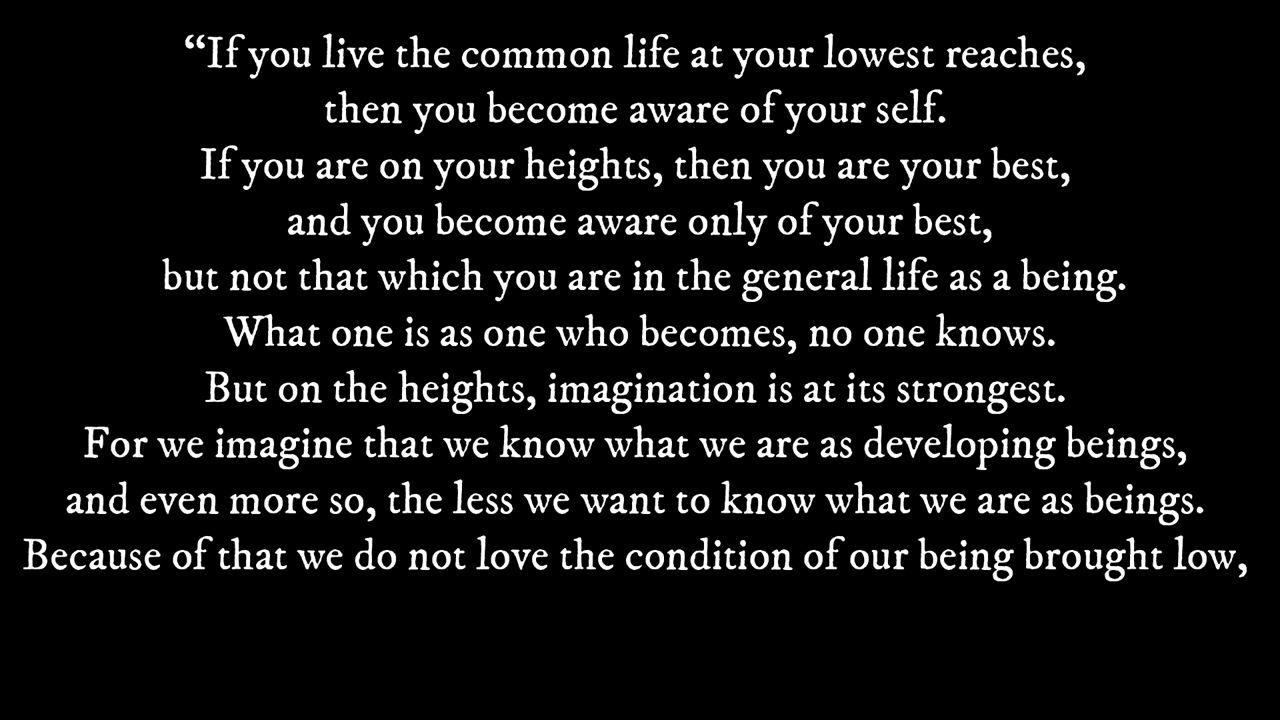 “If you live the common life at your lowest reaches,
then you become aware of your self.
If you are on your heights, then you are your best,
and you become aware only of your best,
but not that which you are in the general life as a being.
What one is as one who becomes, no one knows.
But on the heights, imagination is at its strongest.
For we imagine that we know what we are as developing beings,
and even more so, the less we want to know what we are as beings.
Because of that we do not love the condition of our being brought low,